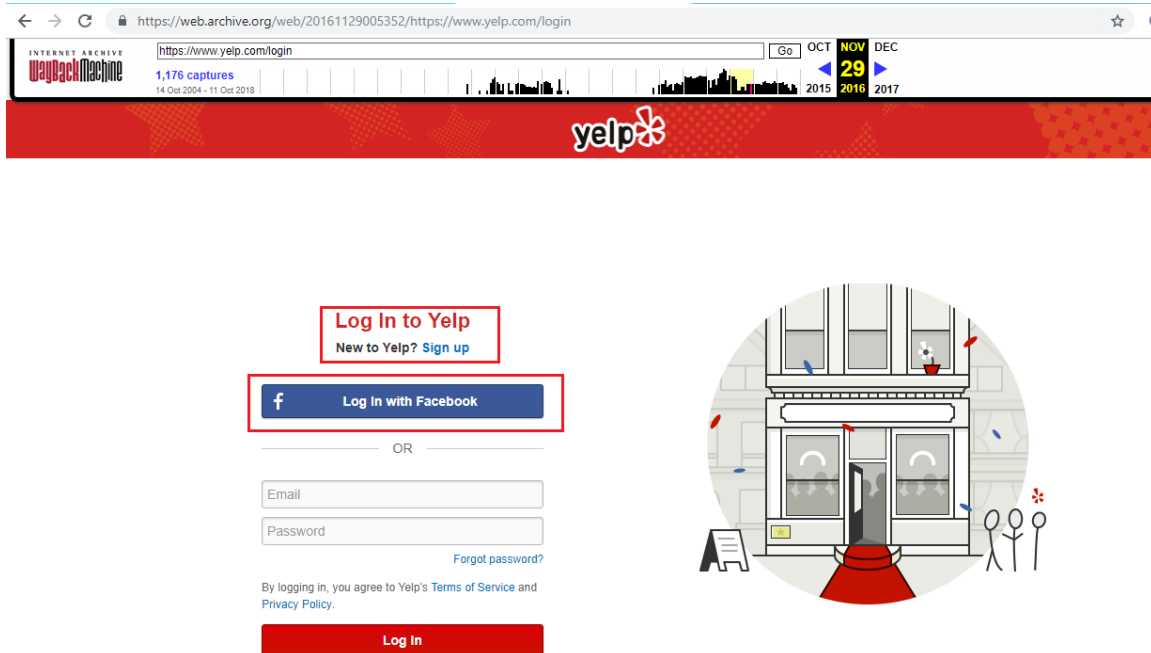 https://web.archive.org/web/20161129005352/https://www.yelp.com/login
INTERNET ARCHIVE
WayBackMachine
https://www.yelp.com/login
Go
OCT NOV DEC
1,176 captures
14 Oct 2004 - 11 Oct 2018
29
2015 2016 2017
yelp
Log In to Yelp
New to Yelp? Sign up
f Log In with Facebook
OR
Email
Password
Forgot password?
By logging in, you agree to Yelp's Terms of Service and
Privacy Policy.
Log In